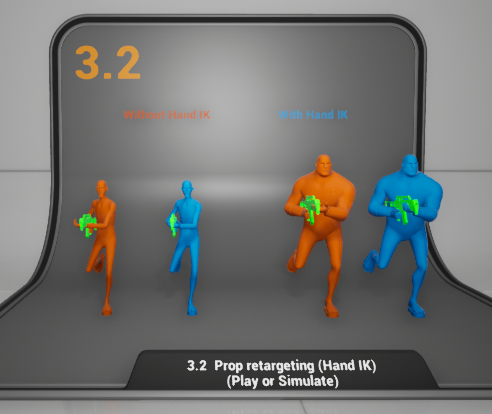 3.2
Without Hand IK
With Hand IK
3.2 Prop retargeting (Hand IK)
(Play or Simulate)